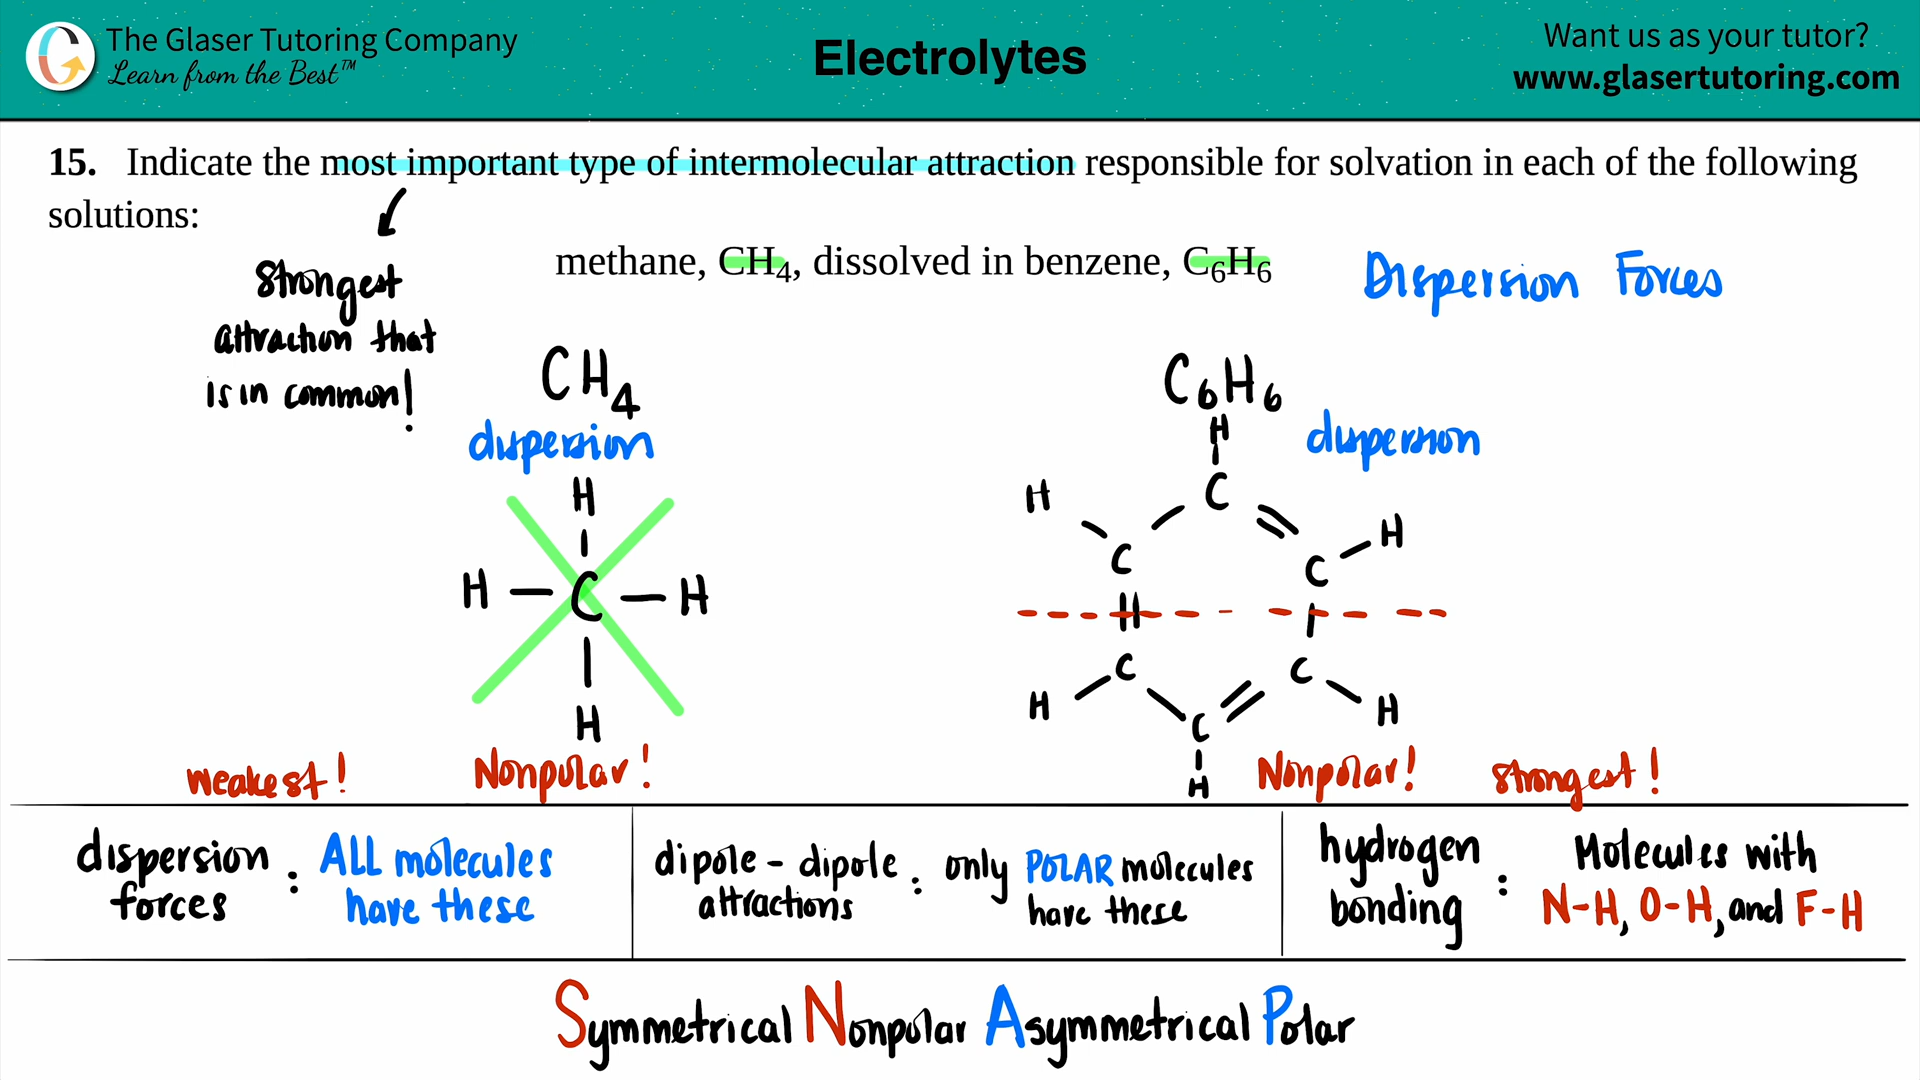 The Glaser Tutoring Company
Learn from the Best™
Electrolytes
Want us as your tutor?
www.glasertutoring.com
15. Indicate the most important type of intermolecular attraction responsible for solvation in each of the following
solutions:
methane, CH4, dissolved in benzene, C6H6
Dispersion Forces
Strongest
attraction that
is in common!
CH4
dispersion
H
H – C – H
H
Nonpolar!
C6H6
dispersion
H
H
C
H
C
C
C
C
H
C
H
H
Nonpolar!
weakest!
strongest!
dispersion
forces
:
ALL molecules
have these
dipole - dipole
attractions
:
only POLAR molecules
have these
hydrogen
bonding
:
Molecules with
N-H, O-H, and F-H
Symmetrical Nonpolar Asymmetrical Polar